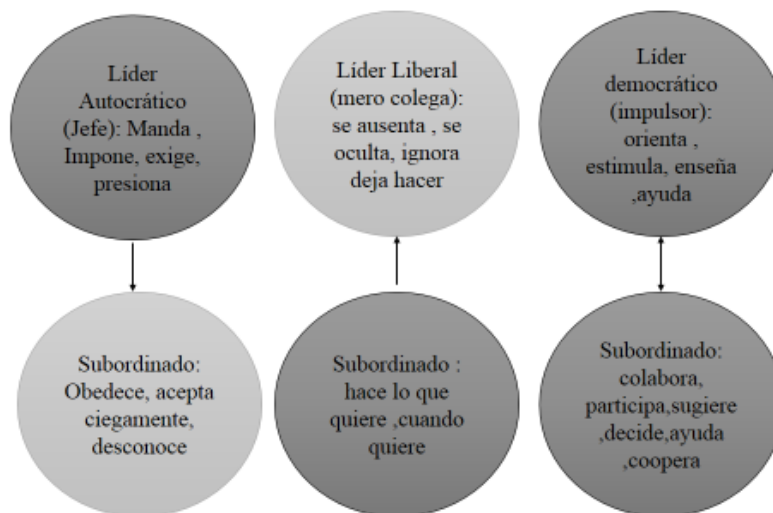 Líder
Autocrático
(Jefe): Manda ,
Impone, exige,
presiona
Líder Liberal
(mero colega):
se ausenta , se
oculta, ignora
deja hacer
Líder
democrático
(impulsor):
orienta ,
estimula, enseña
,ayuda
Subordinado:
Obedece, acepta
ciegamente,
desconoce
Subordinado :
hace lo que
quiere ,cuando
quiere
Subordinado:
colabora,
participa,sugiere
,decide,ayuda
,coopera